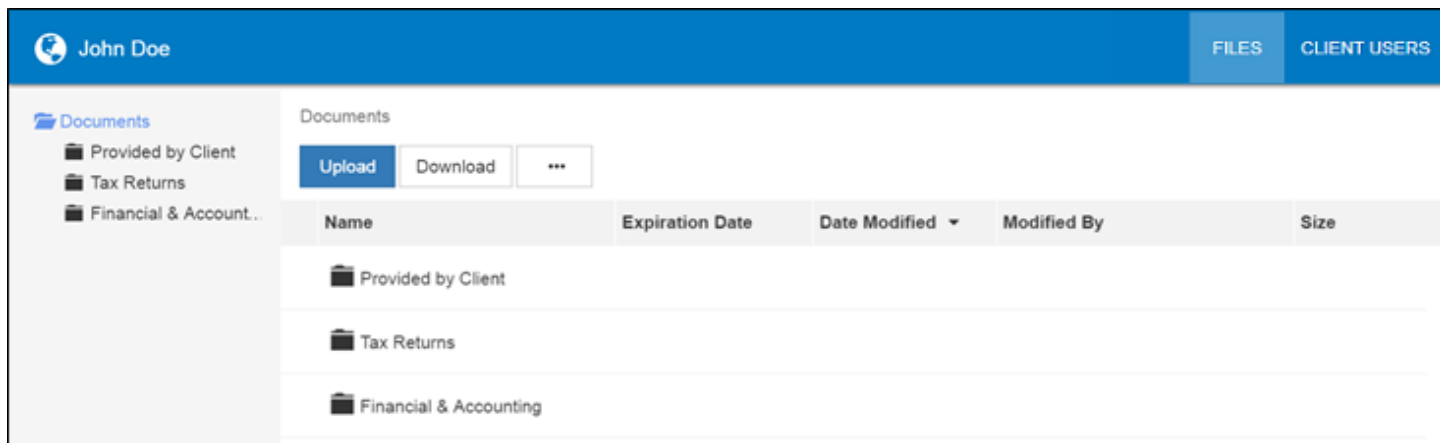 John Doe
FILES
CLIENT USERS
Documents
Provided by Client
Tax Returns
Financial & Account...
Documents
Upload Download •••
Name Expiration Date Date Modified Modified By Size
Provided by Client
Tax Returns
Financial & Accounting